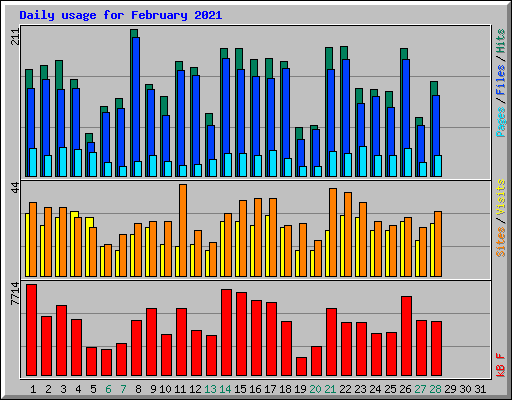 Daily usage for February 2021
211
Pages / Files / Hits
44
Sites / Visits
7714
kB F
1 2 3 4 5 6 7 8 9 10 11 12 13 14 15 16 17 18 19 20 21 22 23 24 25 26 27 28 29 30 31